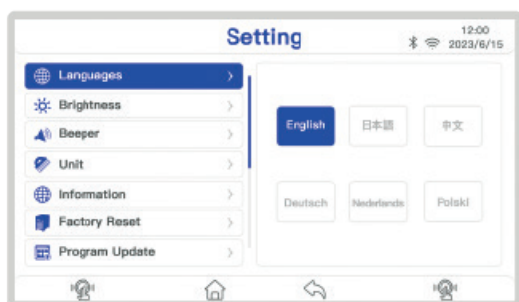 Setting
12:00
2023/6/15
Languages
Brightness
Beeper
Unit
Information
Factory Reset
Program Update
English 日本語 中文
Deutsch Nederlands Polski